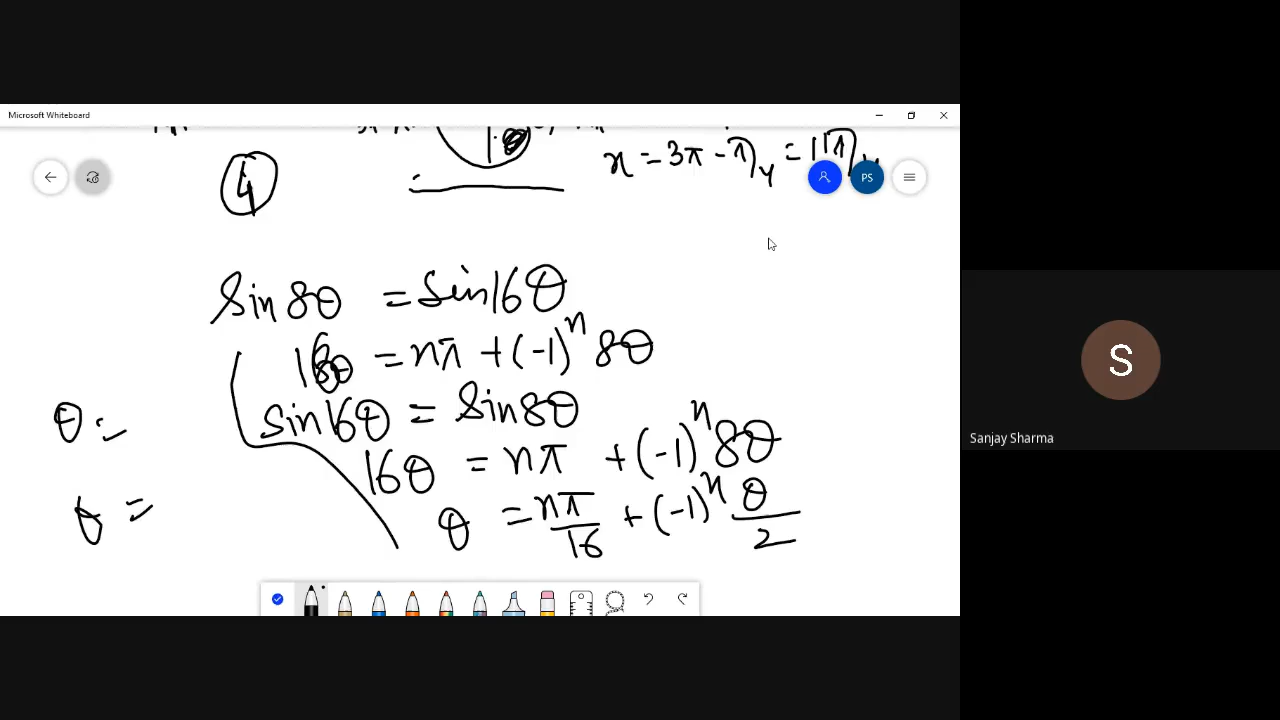 Microsoft Whiteboard
x = 3π - π/4 = 11π/4
PS
4
sin 8θ = sin 16θ
= nπ + (-1)^n 8θ
sin 16θ = sin 8θ
θ =
16θ = nπ + (-1)^n 8θ
θ =
θ = nπ/16 + (-1)^n θ/2
S
Sanjay Sharma